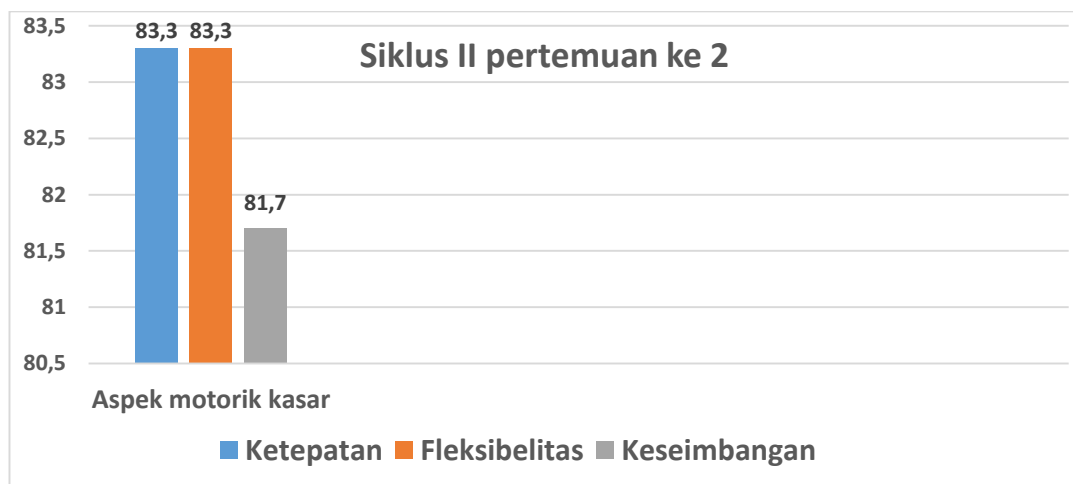 83,5
83
82,5
82
81,5
81
80,5
83,3
83,3
81,7
Siklus II pertemuan ke 2
Aspek motorik kasar
Ketepatan
Fleksibelitas
Keseimbangan